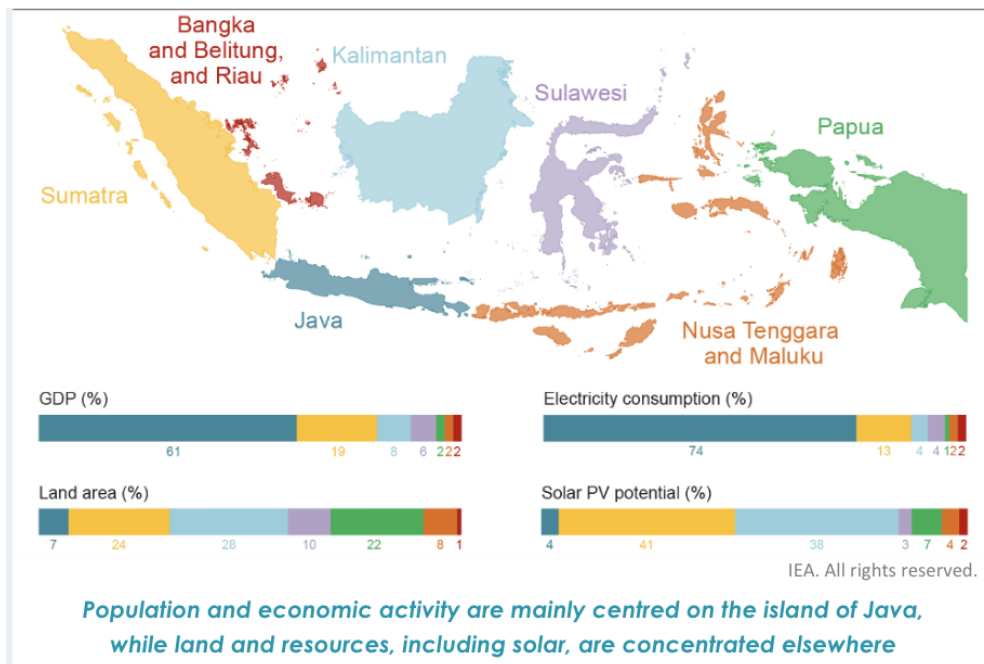 Bangka
and Belitung,
and Riau
Kalimantan
Sulawesi
Papua
Sumatra
Java
Nusa Tenggara
and Maluku
GDP (%)
61 19 8 6 2 2 2
Electricity consumption (%)
74 13 4 4 1 2 2
Land area (%)
7 24 28 10 22 8 1
Solar PV potential (%)
4 41 38 3 7 4 2
IEA. All rights reserved.
Population and economic activity are mainly centred on the island of Java,
while land and resources, including solar, are concentrated elsewhere